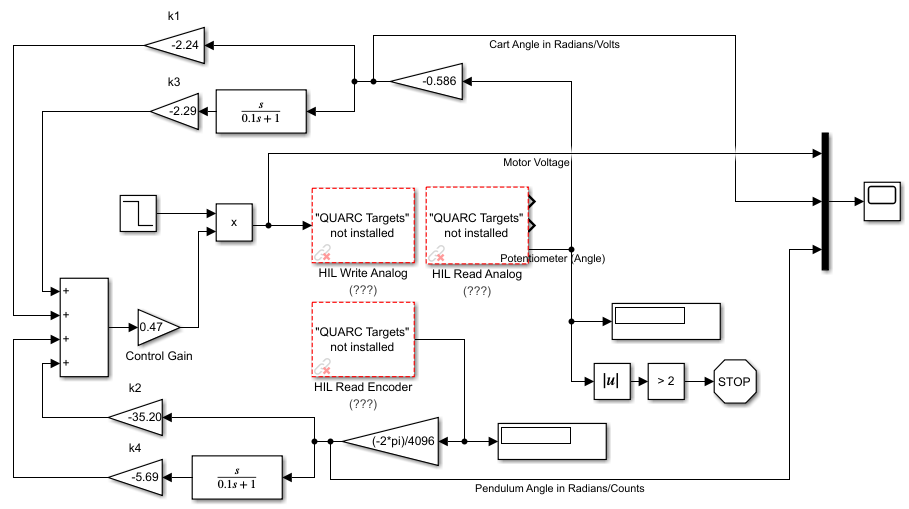 k1
-2.24
Cart Angle in Radians/Volts
k3
-0.586
-2.29
s
0.1s + 1
Motor Voltage
"QUARC Targets"
not installed
"QUARC Targets"
not installed
x
HIL Write Analog
(???)
HIL Read Analog
(???)
Potentiometer (Angle)
+
+
+
+
0.47
Control Gain
"QUARC Targets"
not installed
HIL Read Encoder
(???)
|u|
> 2
STOP
k2
-35.20
(-2*pi)/4096
k4
-5.69
s
0.1s + 1
Pendulum Angle in Radians/Counts